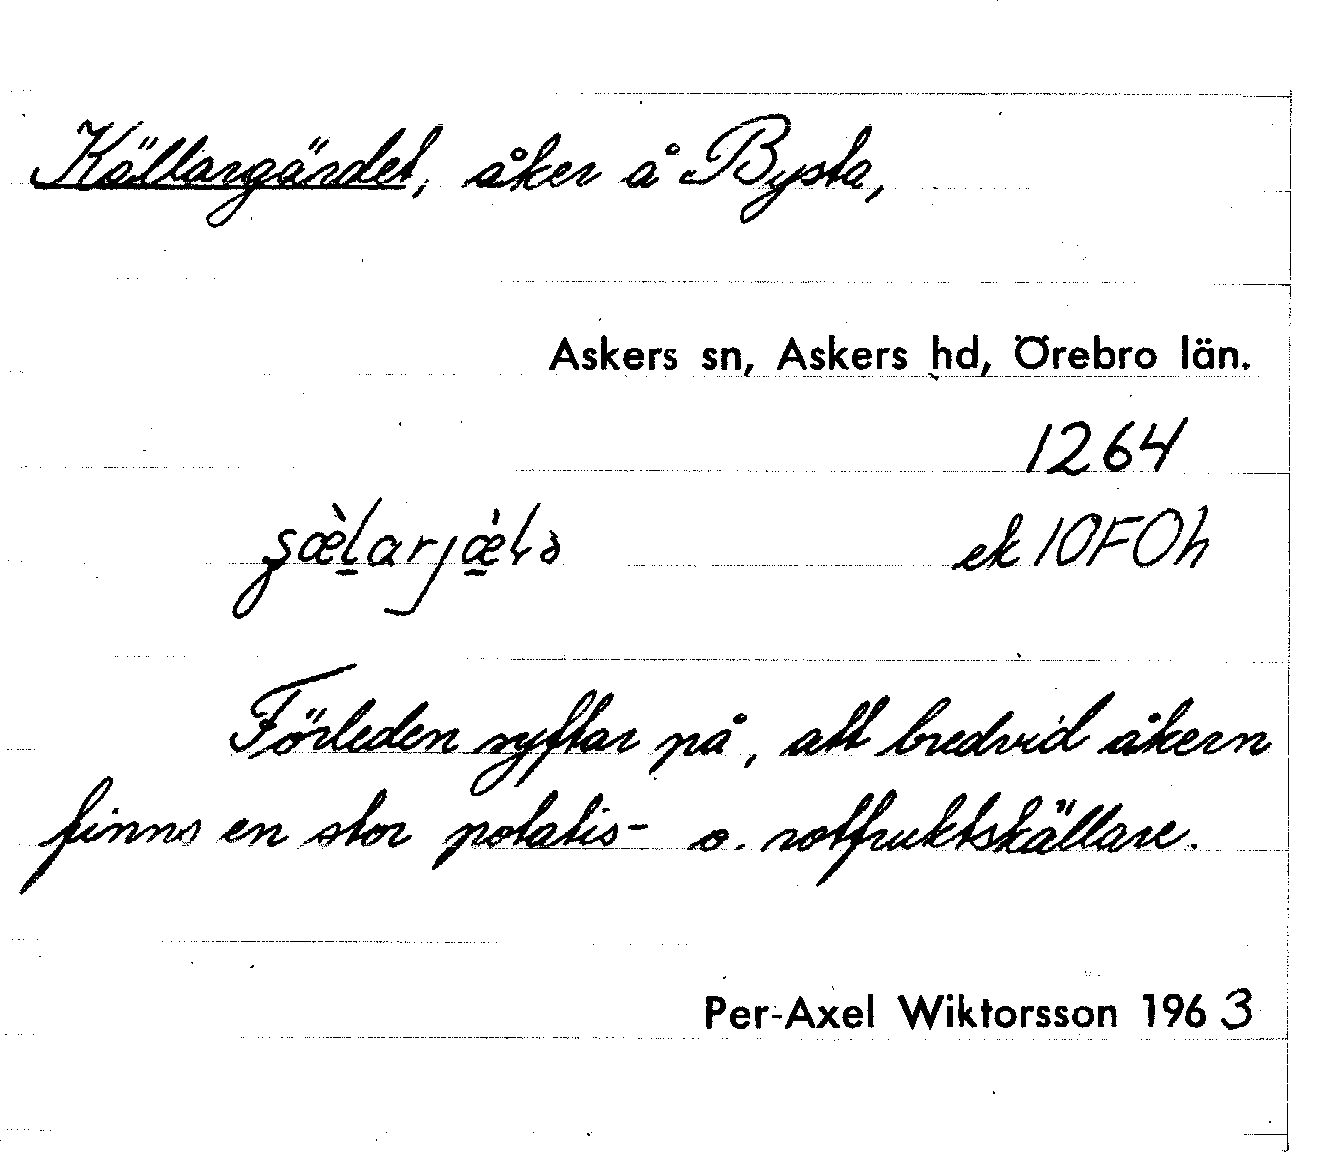 Källargärdet, åker å Bysta,
Askers sn, Askers hd, Örebro län.
1264
ek 10F0h
Förleden syftar på, att bredvid åkern
finns en stor potatis- o. rotfruktskällare.
Per-Axel Wiktorsson 1963